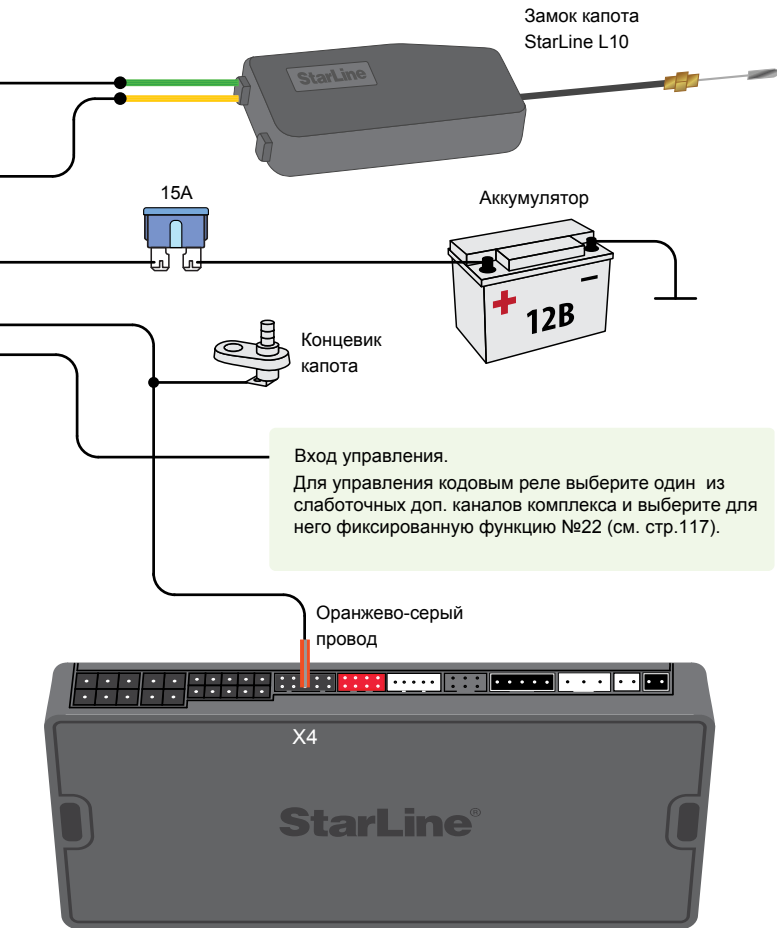 Замок капота
StarLine L10
StarLine
15А
Аккумулятор
12В
Концевик
капота
Вход управления.
Для управления кодовым реле выберите один из
слаботочных доп. каналов комплекса и выберите для
него фиксированную функцию №22 (см. стр.117).
Оранжево-серый
провод
X4
StarLine®